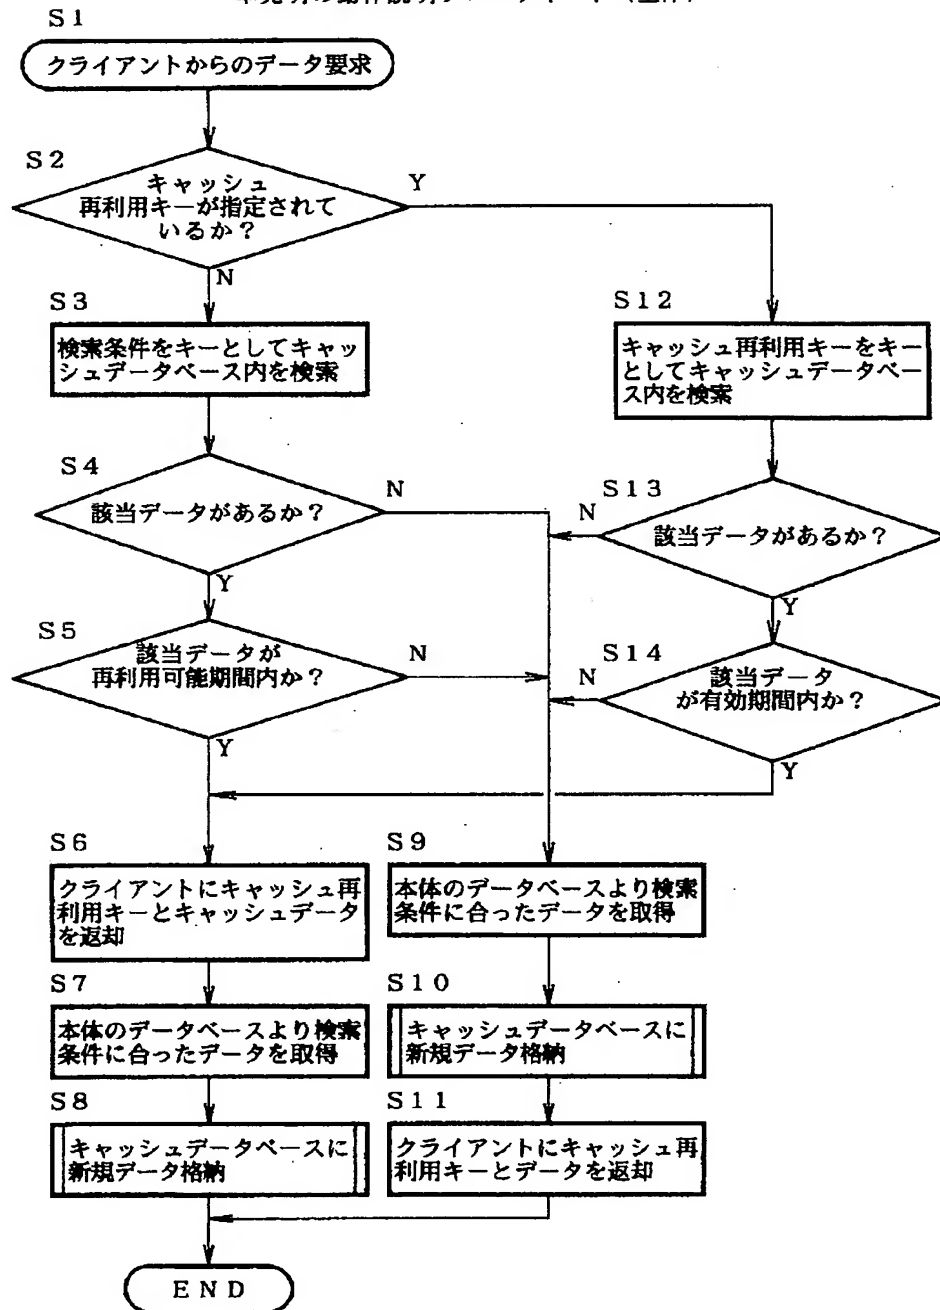 S1
クライアントからのデータ要求
S2
キャッシュ
再利用キーが指定されて
いるか？
Y
N
S3
検索条件をキーとしてキャッ
シュデータベース内を検索
S12
キャッシュ再利用キーをキー
としてキャッシュデータベー
ス内を検索
S4
該当データがあるか？
N
Y
S13
該当データがあるか？
N
Y
S5
該当データが
再利用可能期間内か？
N
Y
S14
該当データ
が有効期間内か？
N
Y
S6
クライアントにキャッシュ再
利用キーとキャッシュデータ
を返却
S7
本体のデータベースより検索
条件に合ったデータを取得
S8
キャッシュデータベースに
新規データ格納
S9
本体のデータベースより検索
条件に合ったデータを取得
S10
キャッシュデータベースに
新規データ格納
S11
クライアントにキャッシュ再
利用キーとデータを返却
END